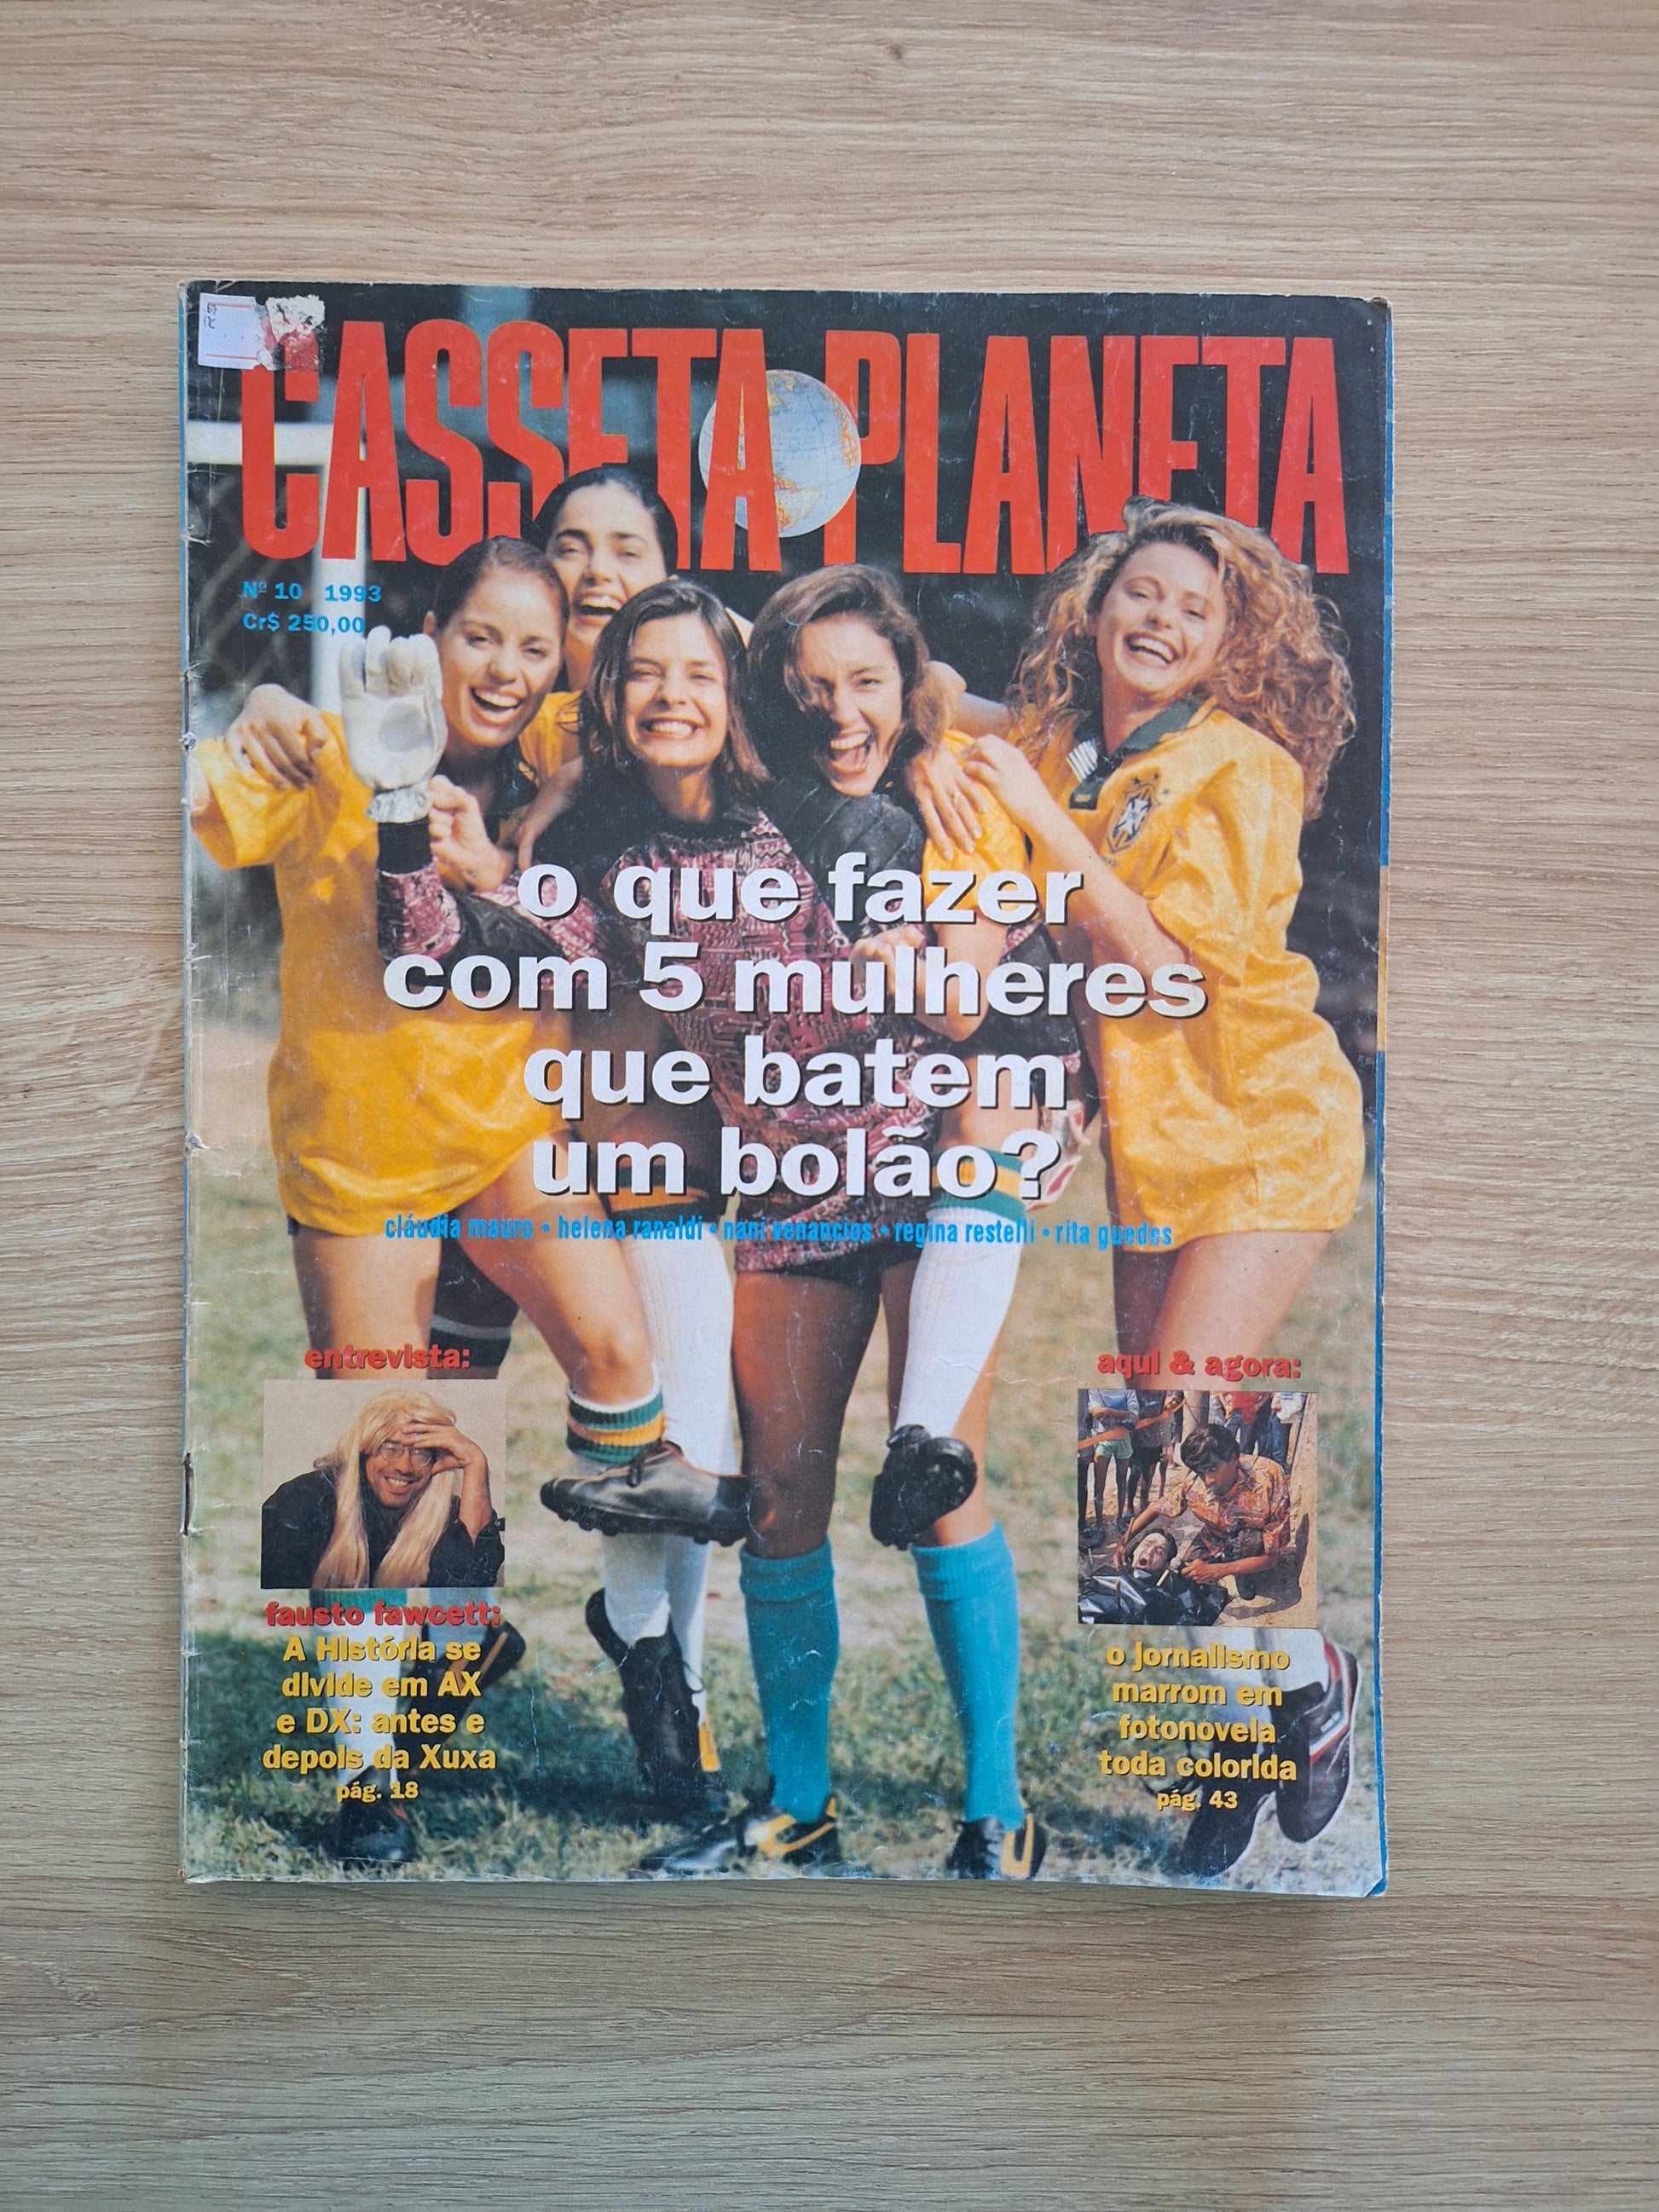 CASSETA PLANETA
Nº 10 1993
Cr$ 250,00
o que fazer
com 5 mulheres
que batem
um bolão?
cláudia mauro • helena ranaldi • nani venancios • regina restelli • rita guedes
entrevista:
fausto fawcett:
A História se
divide em AX
e DX: antes e
depois da Xuxa
pág. 18
aqui & agora:
o jornalismo
marrom em
fotonovela
toda colorida
pág. 43